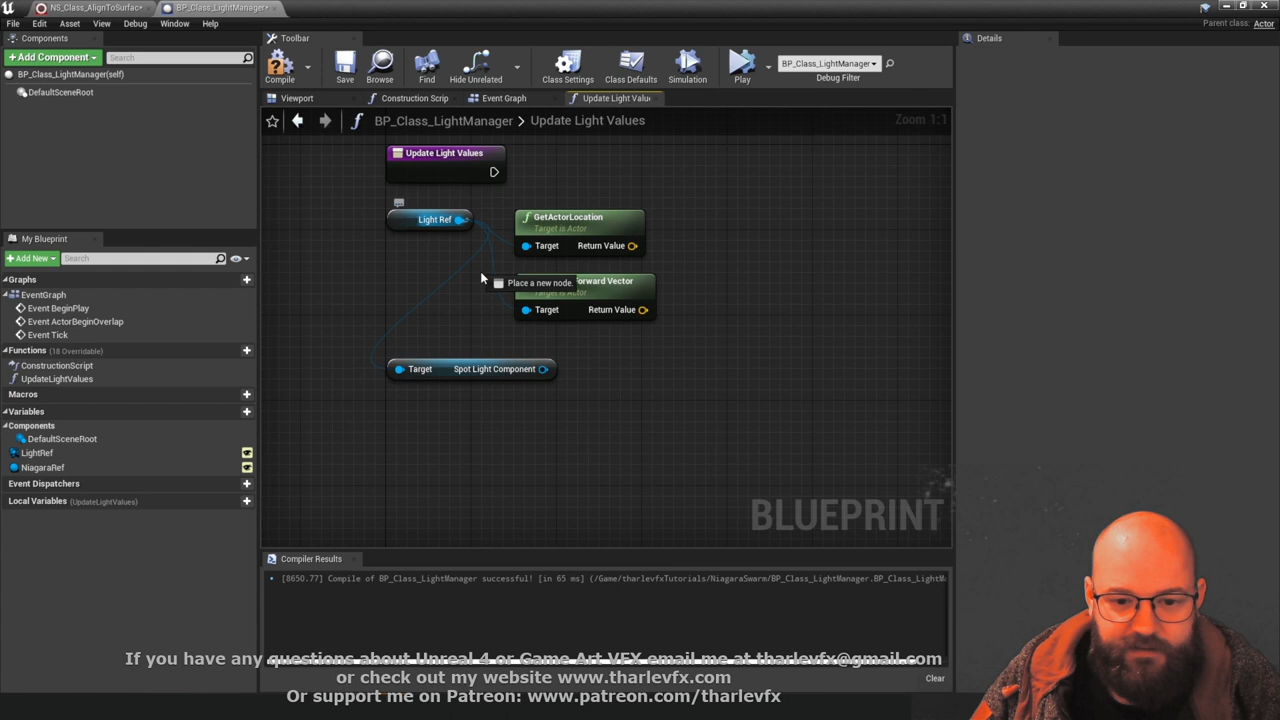 NS_Class_AlignToSurfac*
BP_Class_LightManager*
File Edit Asset View Debug Window Help
Parent class: Actor
Components
Toolbar
Details
+Add Component
Search
BP_Class_LightManager(self)
DefaultSceneRoot
Compile
Save
Browse
Find
Hide Unrelated
Class Settings
Class Defaults
Simulation
Play
BP_Class_LightManager
Debug Filter
Viewport
Construction Scrip
Event Graph
Update Light Value
BP_Class_LightManager > Update Light Values
Zoom 1:1
Update Light Values
Light Ref
GetActorLocation
Target is Actor
Target Return Value
Place a new node.
orward Vector
Target is Actor
Target Return Value
Target Spot Light Component
BLUEPRINT
My Blueprint
+Add New
Search
Graphs
EventGraph
Event BeginPlay
Event ActorBeginOverlap
Event Tick
Functions (18 Overridable)
ConstructionScript
UpdateLightValues
Macros
Variables
Components
DefaultSceneRoot
LightRef
NiagaraRef
Event Dispatchers
Local Variables (UpdateLightValues)
Compiler Results
[8650.77] Compile of BP_Class_LightManager successful! [in 65 ms] (/Game/tharlevfxTutorials/NiagaraSwarm/BP_Class_LightManager.BP_Class_LightM
Clear
If you have any questions about Unreal 4 or Game Art VFX email me at tharlevfx@gmail.com
or check out my website www.tharlevfx.com
Or support me on Patreon: www.patreon.com/tharlevfx